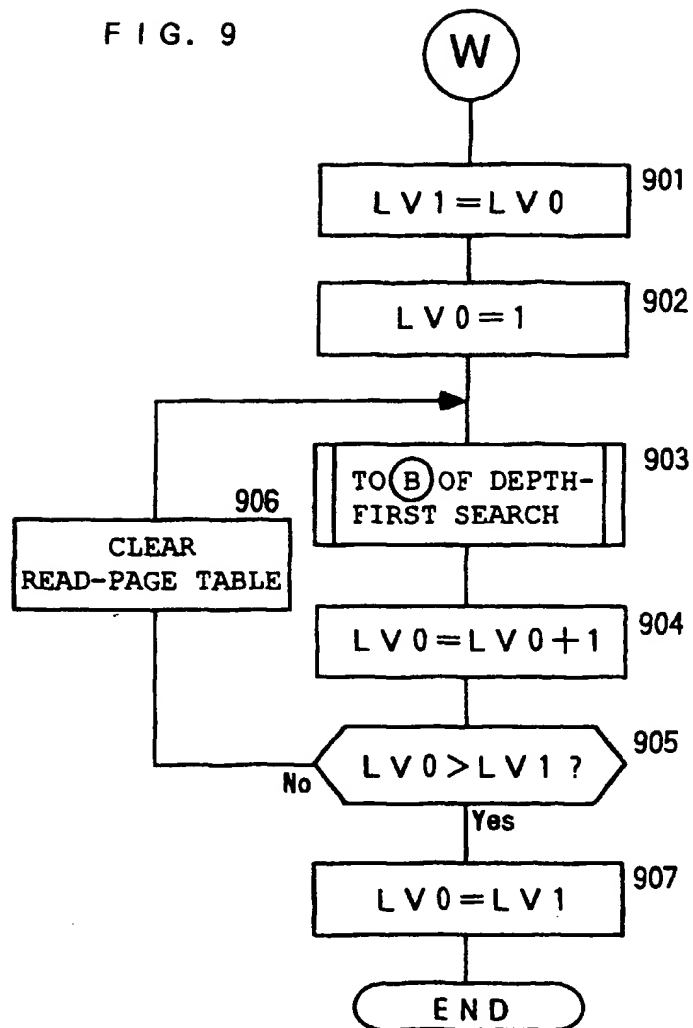 FIG. 9
W
LV1=LV0
901
LV0=1
902
TO B OF DEPTH-
FIRST SEARCH
903
906
CLEAR
READ-PAGE TABLE
LV0=LV0+1
904
LV0>LV1?
905
No
Yes
LV0=LV1
907
END